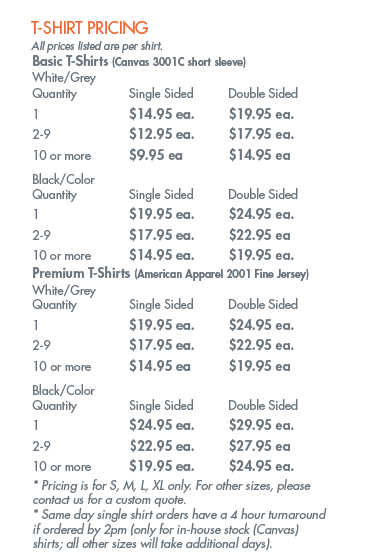 T-SHIRT PRICING
All prices listed are per shirt.
Basic T-Shirts (Canvas 3001C short sleeve)
White/Grey
Quantity Single Sided Double Sided
1 $14.95 ea. $19.95 ea.
2-9 $12.95 ea. $17.95 ea.
10 or more $9.95 ea $14.95 ea
Black/Color
Quantity Single Sided Double Sided
1 $19.95 ea. $24.95 ea.
2-9 $17.95 ea. $22.95 ea
10 or more $14.95 ea. $19.95 ea.
Premium T-Shirts (American Apparel 2001 Fine Jersey)
White/Grey
Quantity Single Sided Double Sided
1 $19.95 ea. $24.95 ea.
2-9 $17.95 ea. $22.95 ea.
10 or more $14.95 ea $19.95 ea
Black/Color
Quantity Single Sided Double Sided
1 $24.95 ea. $29.95 ea.
2-9 $22.95 ea. $27.95 ea
10 or more $19.95 ea. $24.95 ea.
* Pricing is for S, M, L, XL only. For other sizes, please
contact us for a custom quote.
* Same day single shirt orders have a 4 hour turnaround
if ordered by 2pm (only for in-house stock (Canvas)
shirts; all other sizes will take additional days).